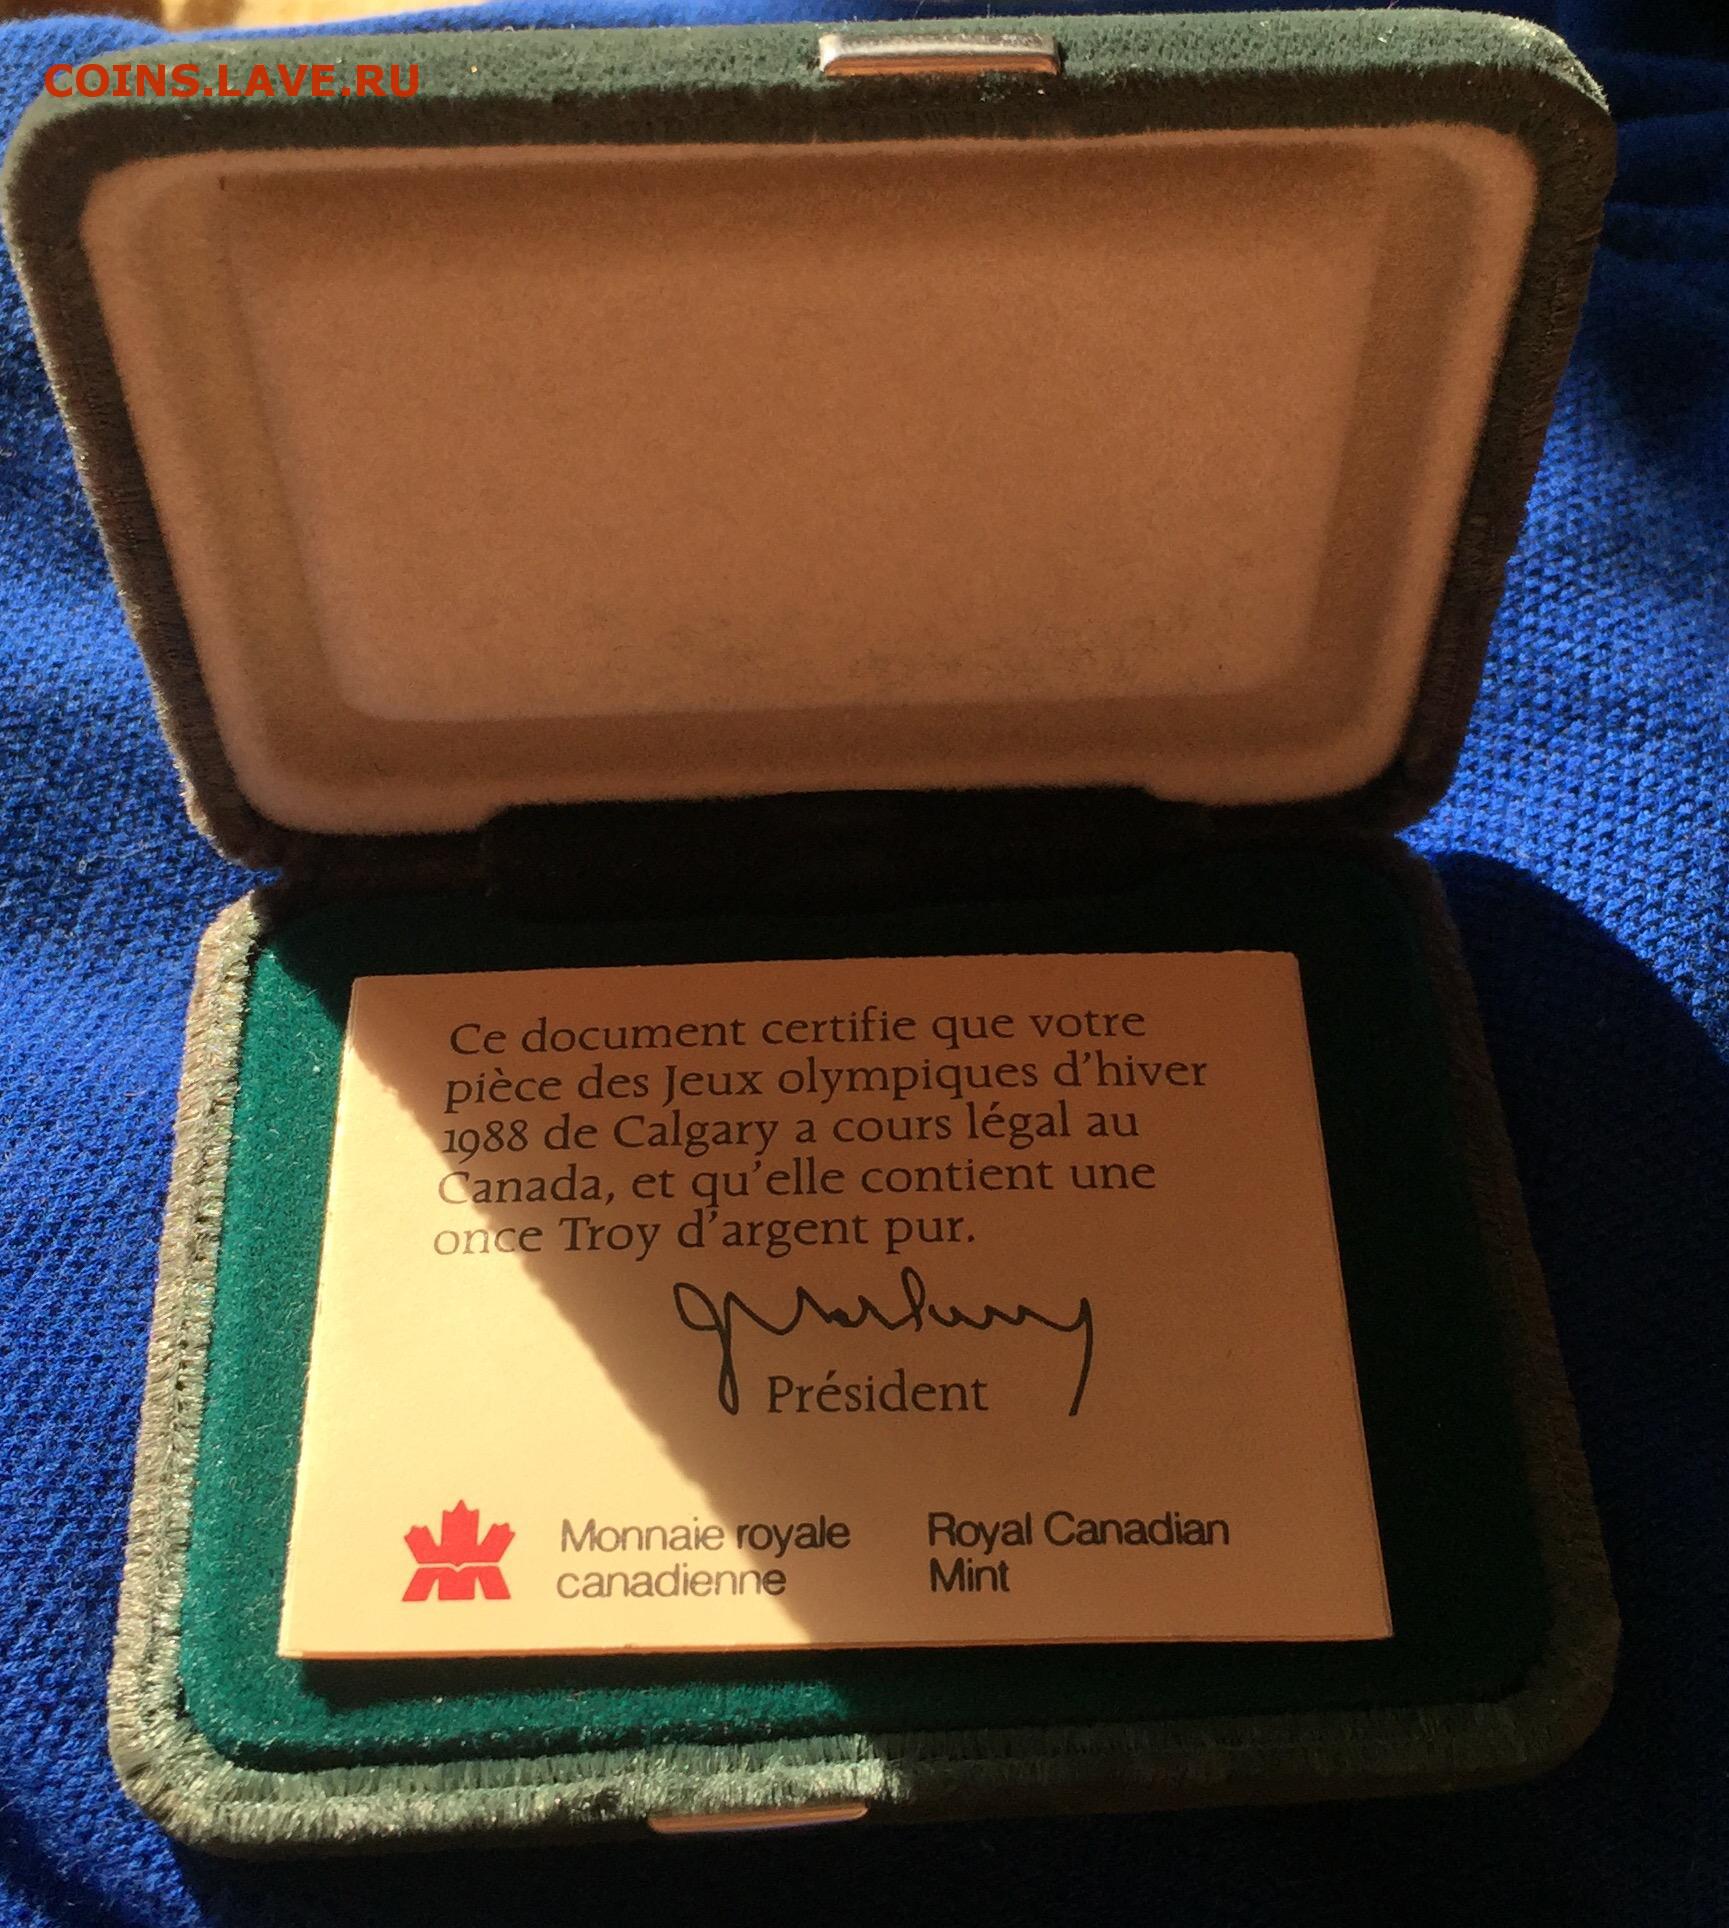 COINS.LAVE.RU
Ce document certifie que votre
pièce des Jeux olympiques d'hiver
1988 de Calgary a cours légal au
Canada, et qu'elle contient une
once Troy d'argent pur.
Président
Monnaie royale
canadienne
Royal Canadian
Mint